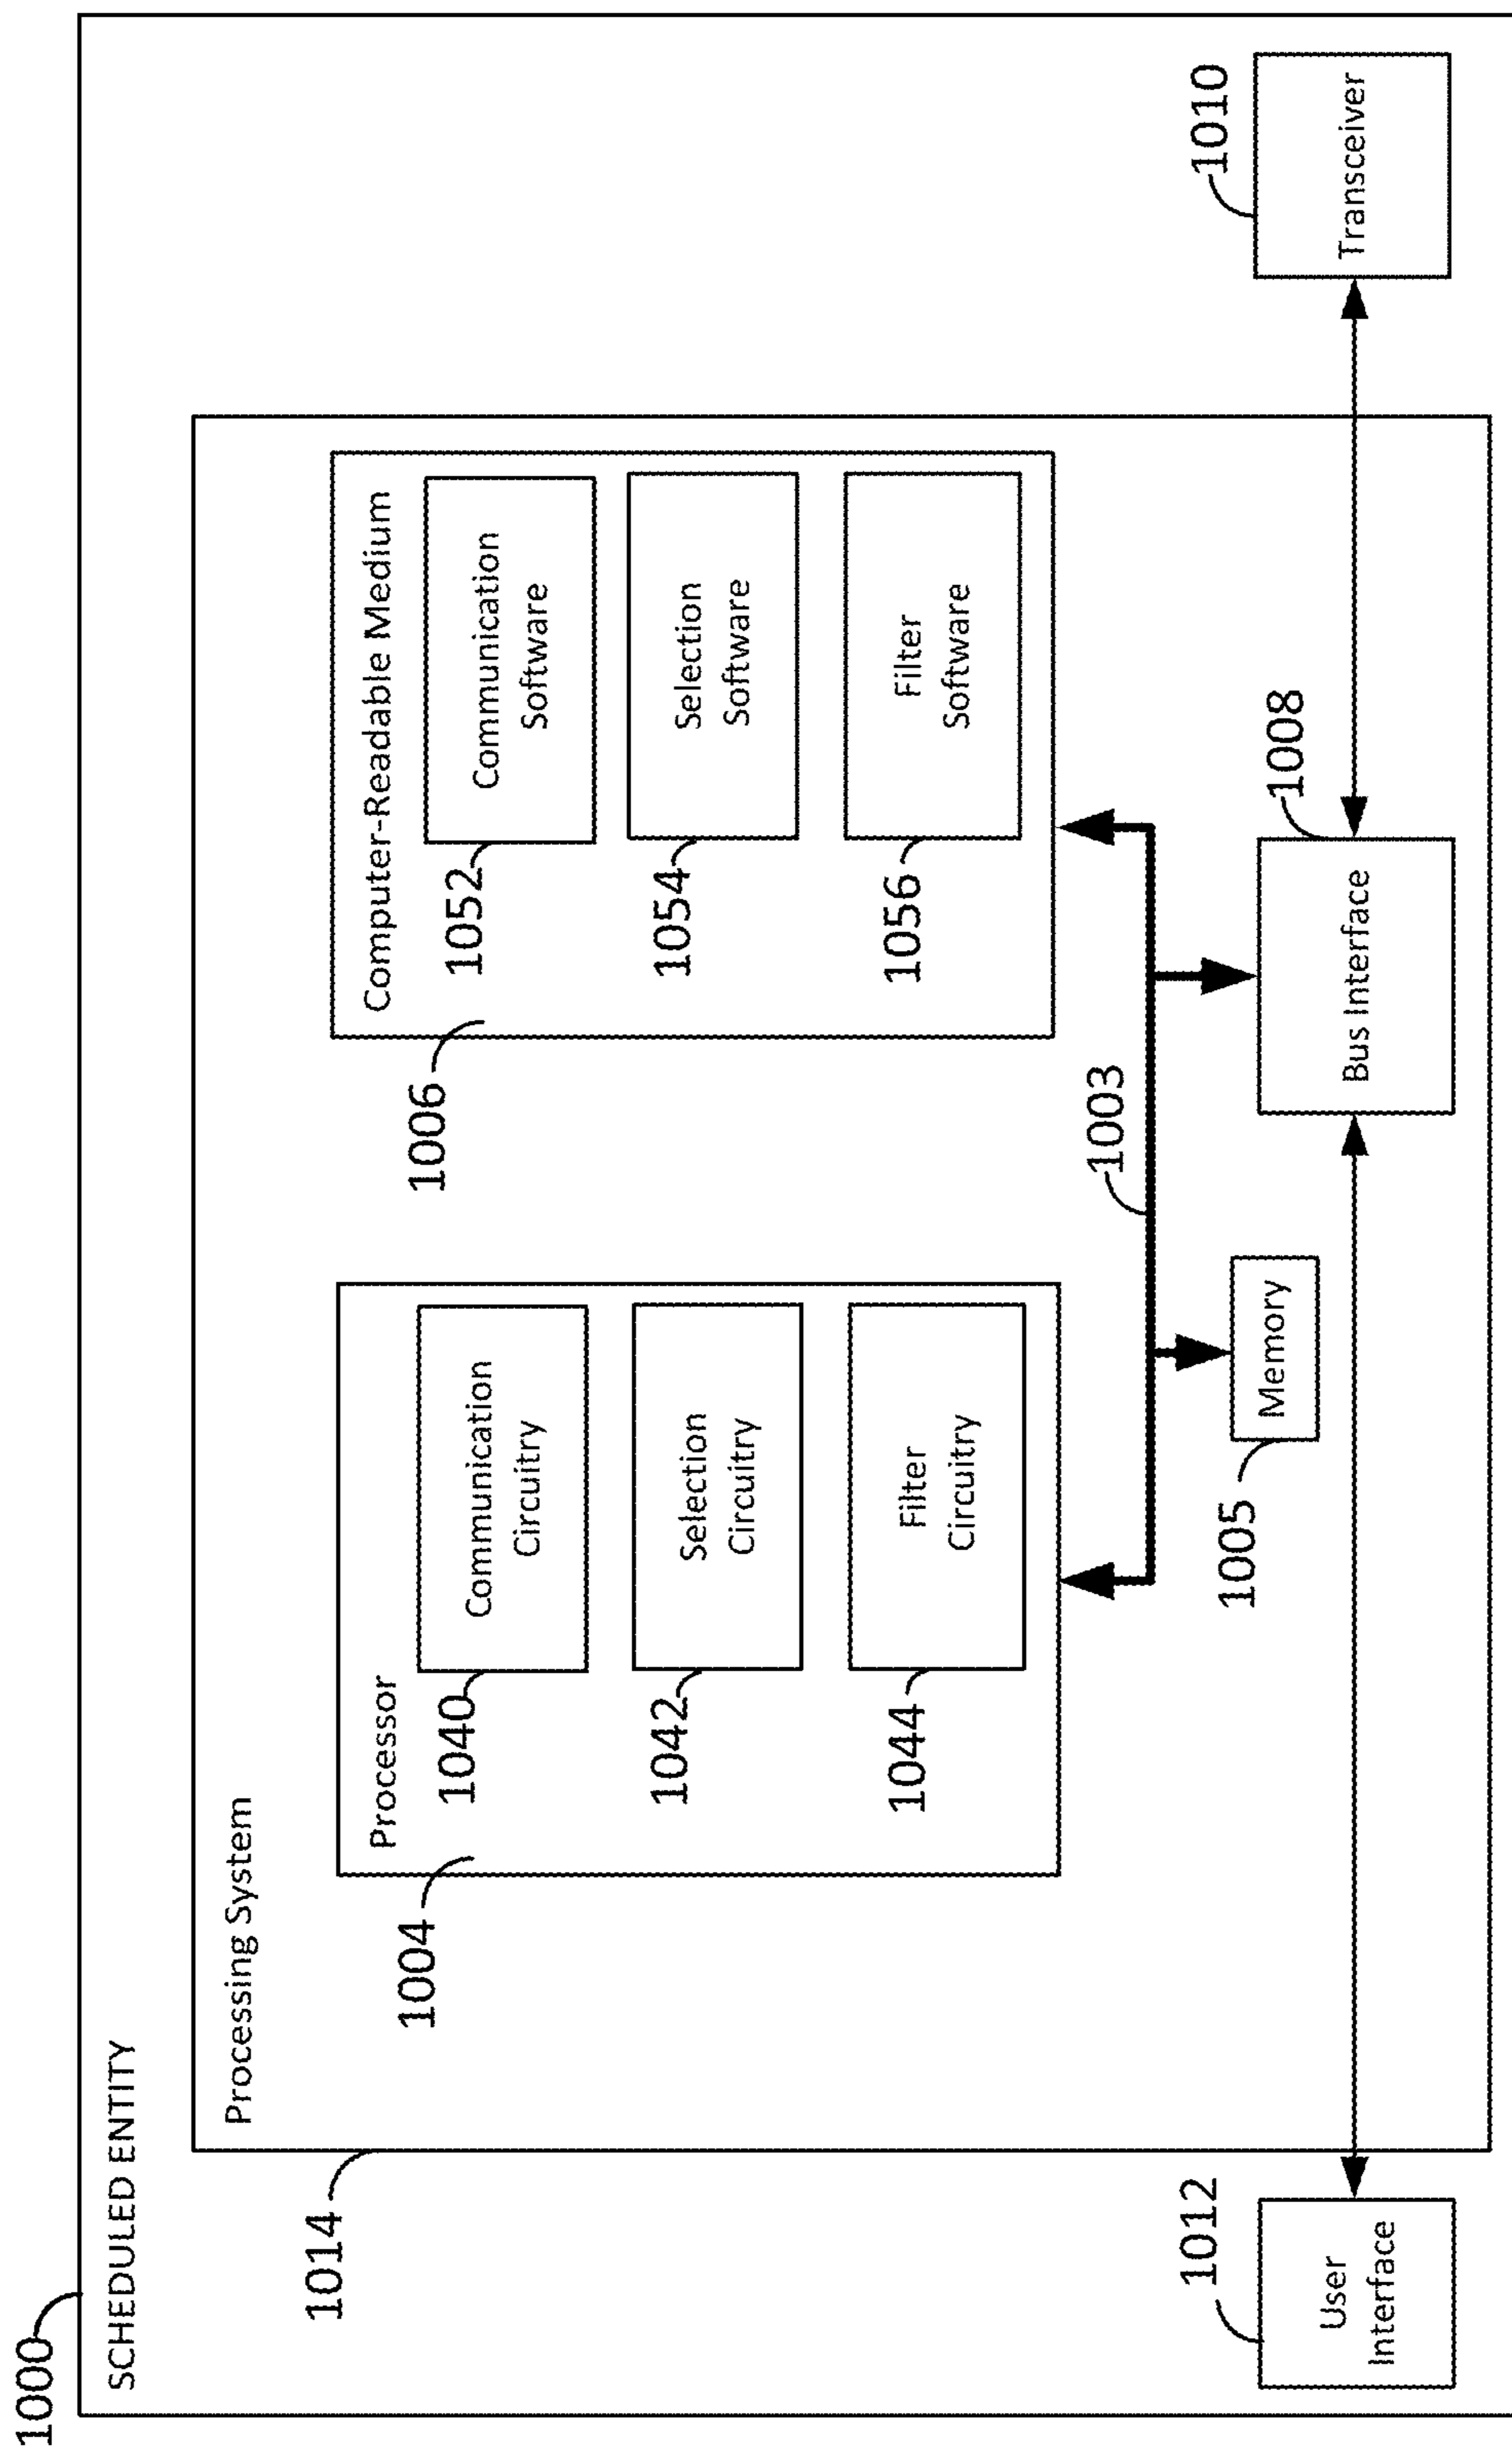 1000
SCHEDULED ENTITY
1014
Processing System
1004
Processor
1040
Communication
Circuitry
1042
Selection
Circuitry
1044
Filter
Circuitry
1006
Computer-Readable Medium
1052
Communication
Software
1054
Selection
Software
1056
Filter
Software
1003
1005
Memory
1012
User
Interface
1008
Bus Interface
1010
Transceiver